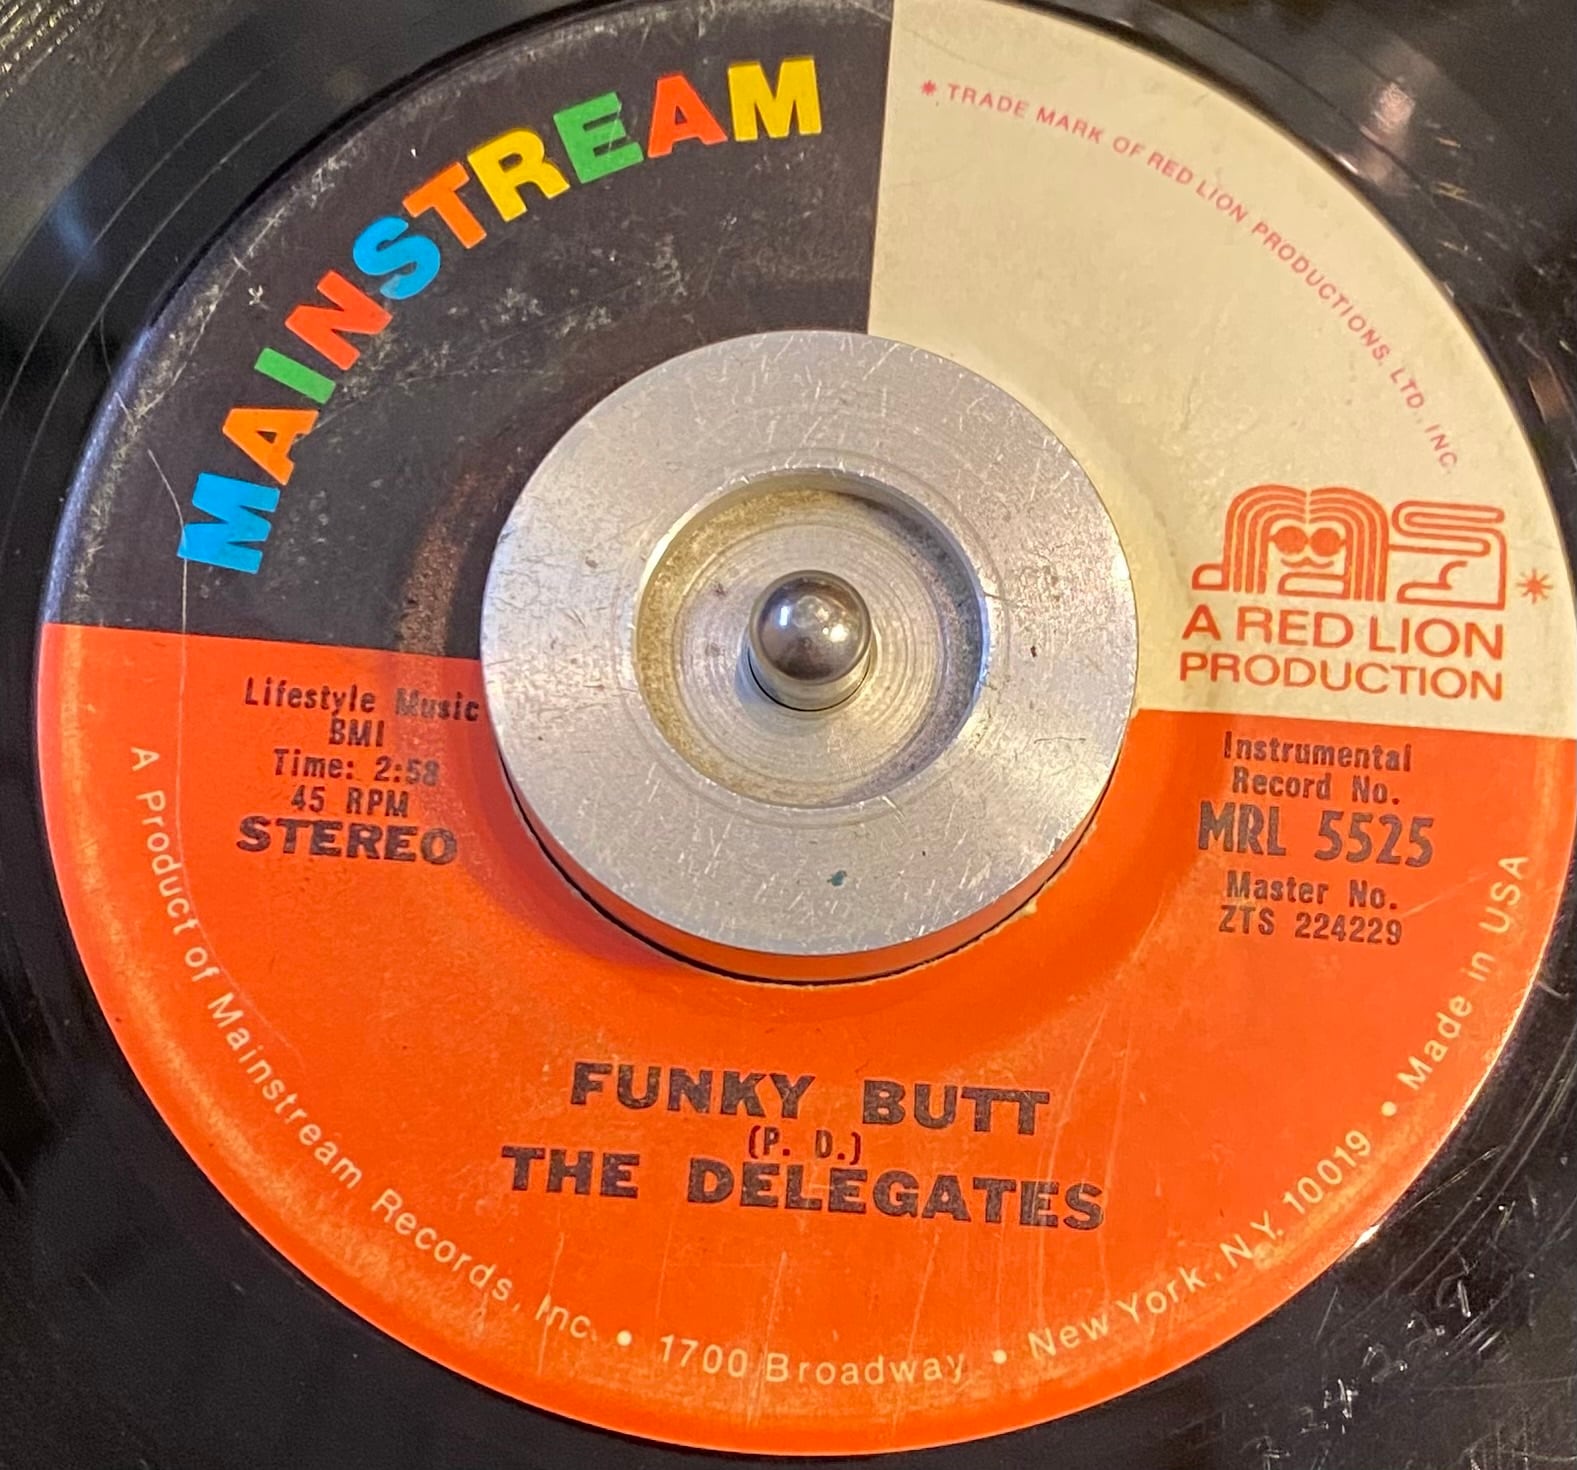 MAINSTREAM
* TRADE MARK OF RED LION PRODUCTIONS. LTD. INC.
MS *
A RED LION
PRODUCTION
Lifestyle Music
BMI
Time: 2:58
45 RPM
STEREO
Instrumental
Record No.
MRL 5525
Master No.
ZTS 224229
FUNKY BUTT
(P. D.)
THE DELEGATES
A Product of Mainstream Records, Inc. • 1700 Broadway • New York, N.Y. 10019 • Made in USA